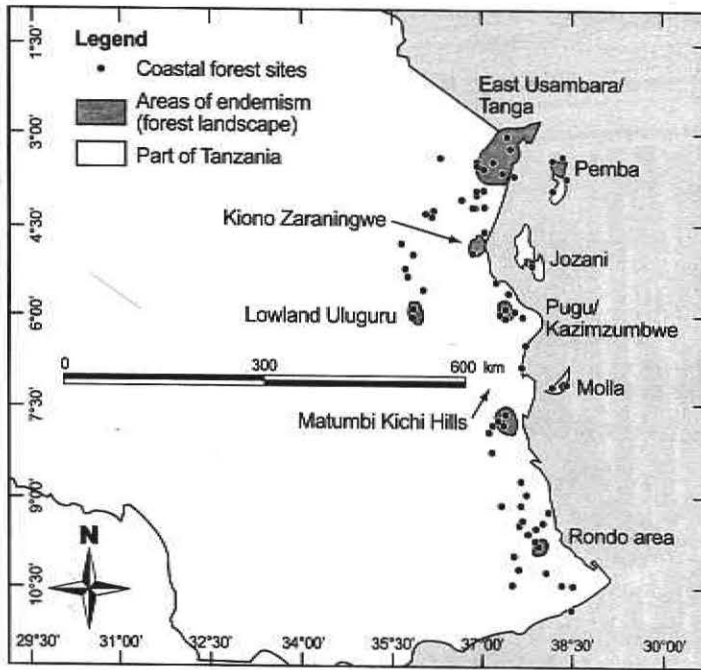 Legend
Coastal forest sites
Areas of endemism
(forest landscape)
Part of Tanzania
East Usambara/
Tanga
Pemba
Kiono Zaraningwe
Jozani
Lowland Uluguru
Pugu/
Kazimzumbwe
0 300 600 km
Molla
Matumbi Kichi Hills
Rondo area
N
1°30'
3°00'
4°30'
6°00'
7°30'
9°00'
10°30'
29°30' 31°00' 32°30' 34°00' 35°30' 37°00' 38°30' 30°00'